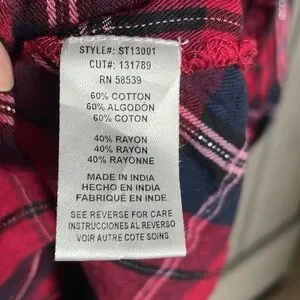 STYLE#: ST13001
CUT#: 131789
RN 58539
60% COTTON
60% ALGODÓN
60% COTON
40% RAYON
40% RAYON
40% RAYONNE
MADE IN INDIA
HECHO EN INDIA
FABRIQUÉ EN INDE
SEE REVERSE FOR CARE
INSTRUCCIONES AL REVERSO
VOIR AUTRE COTE SOINS